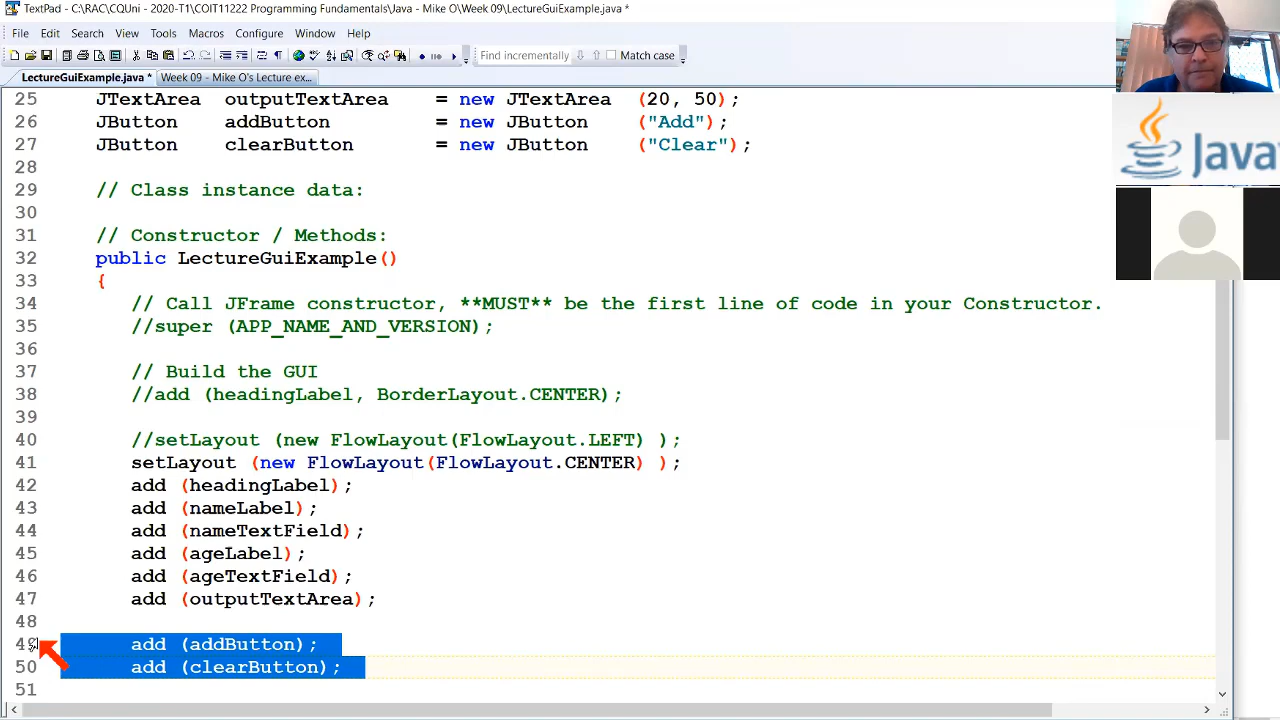 TextPad - C:\RAC\CQUni - 2020-T1\COIT11222 Programming Fundamentals\Java - Mike O\Week 09\LectureGuiExample.java *
File Edit Search View Tools Macros Configure Window Help
Find incrementally Match case
LectureGuiExample.java * Week 09 - Mike O's Lecture ex...
25 JTextArea outputTextArea = new JTextArea (20, 50);
26 JButton addButton = new JButton ("Add");
27 JButton clearButton = new JButton ("Clear");
28
29 // Class instance data:
30
31 // Constructor / Methods:
32 public LectureGuiExample()
33 {
34 // Call JFrame constructor, **MUST** be the first line of code in your Constructor.
35 //super (APP_NAME_AND_VERSION);
36
37 // Build the GUI
38 //add (headingLabel, BorderLayout.CENTER);
39
40 //setLayout (new FlowLayout(FlowLayout.LEFT) );
41 setLayout (new FlowLayout(FlowLayout.CENTER) );
42 add (headingLabel);
43 add (nameLabel);
44 add (nameTextField);
45 add (ageLabel);
46 add (ageTextField);
47 add (outputTextArea);
48
49 add (addButton);
50 add (clearButton);
51
Java